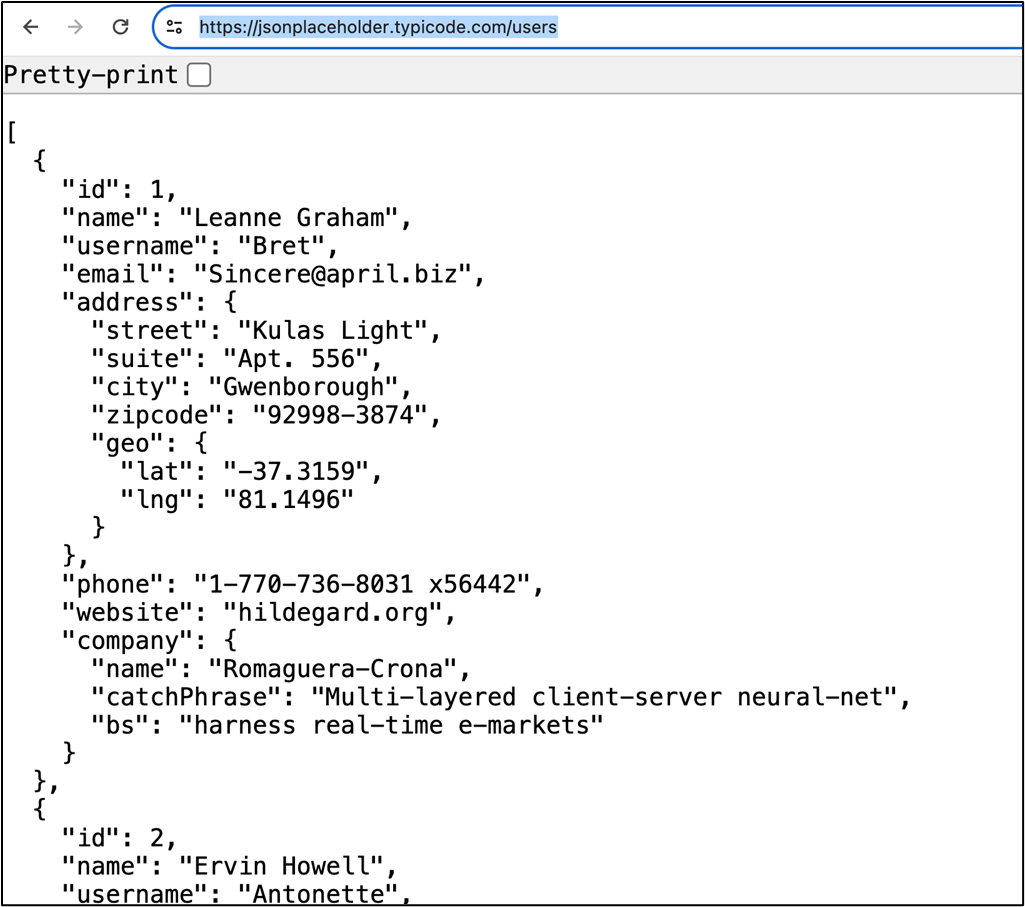 https://jsonplaceholder.typicode.com/users
Pretty-print
[
  {
    "id": 1,
    "name": "Leanne Graham",
    "username": "Bret",
    "email": "Sincere@april.biz",
    "address": {
      "street": "Kulas Light",
      "suite": "Apt. 556",
      "city": "Gwenborough",
      "zipcode": "92998-3874",
      "geo": {
        "lat": "-37.3159",
        "lng": "81.1496"
      }
    },
    "phone": "1-770-736-8031 x56442",
    "website": "hildegard.org",
    "company": {
      "name": "Romaguera-Crona",
      "catchPhrase": "Multi-layered client-server neural-net",
      "bs": "harness real-time e-markets"
    }
  },
  {
    "id": 2,
    "name": "Ervin Howell",
    "username": "Antonette",